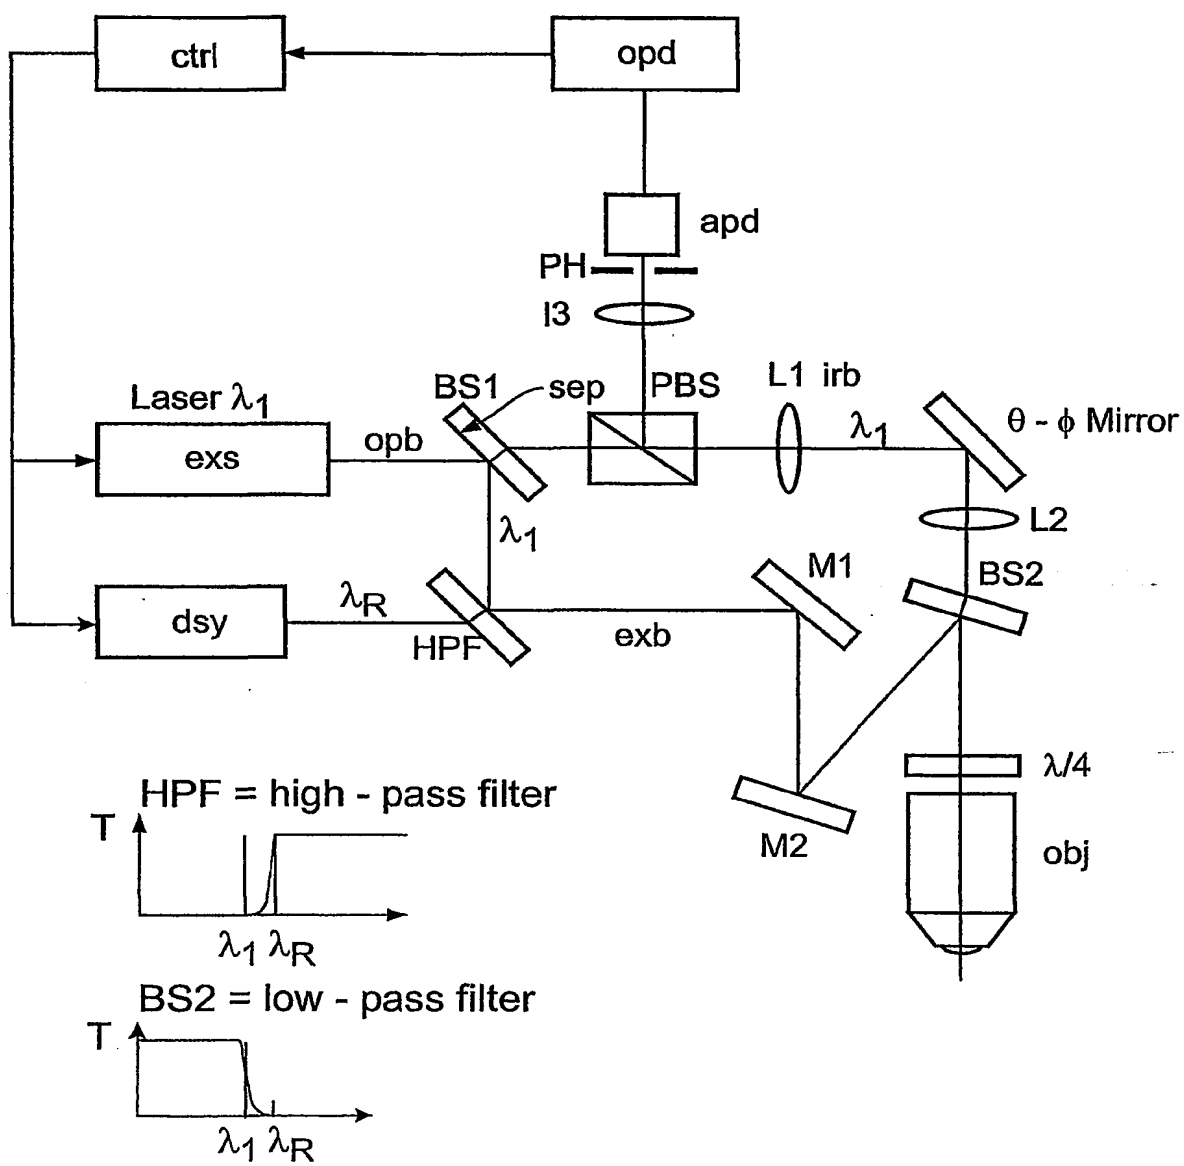 ctrl
opd
apd
PH
l3
BS1
sep
PBS
L1 irb
Laser λ1
exs
opb
λ1
θ - ϕ Mirror
L2
λ1
M1
BS2
dsy
λR
HPF
exb
λ/4
M2
obj
HPF = high - pass filter
T
λ1 λR
BS2 = low - pass filter
T
λ1 λR